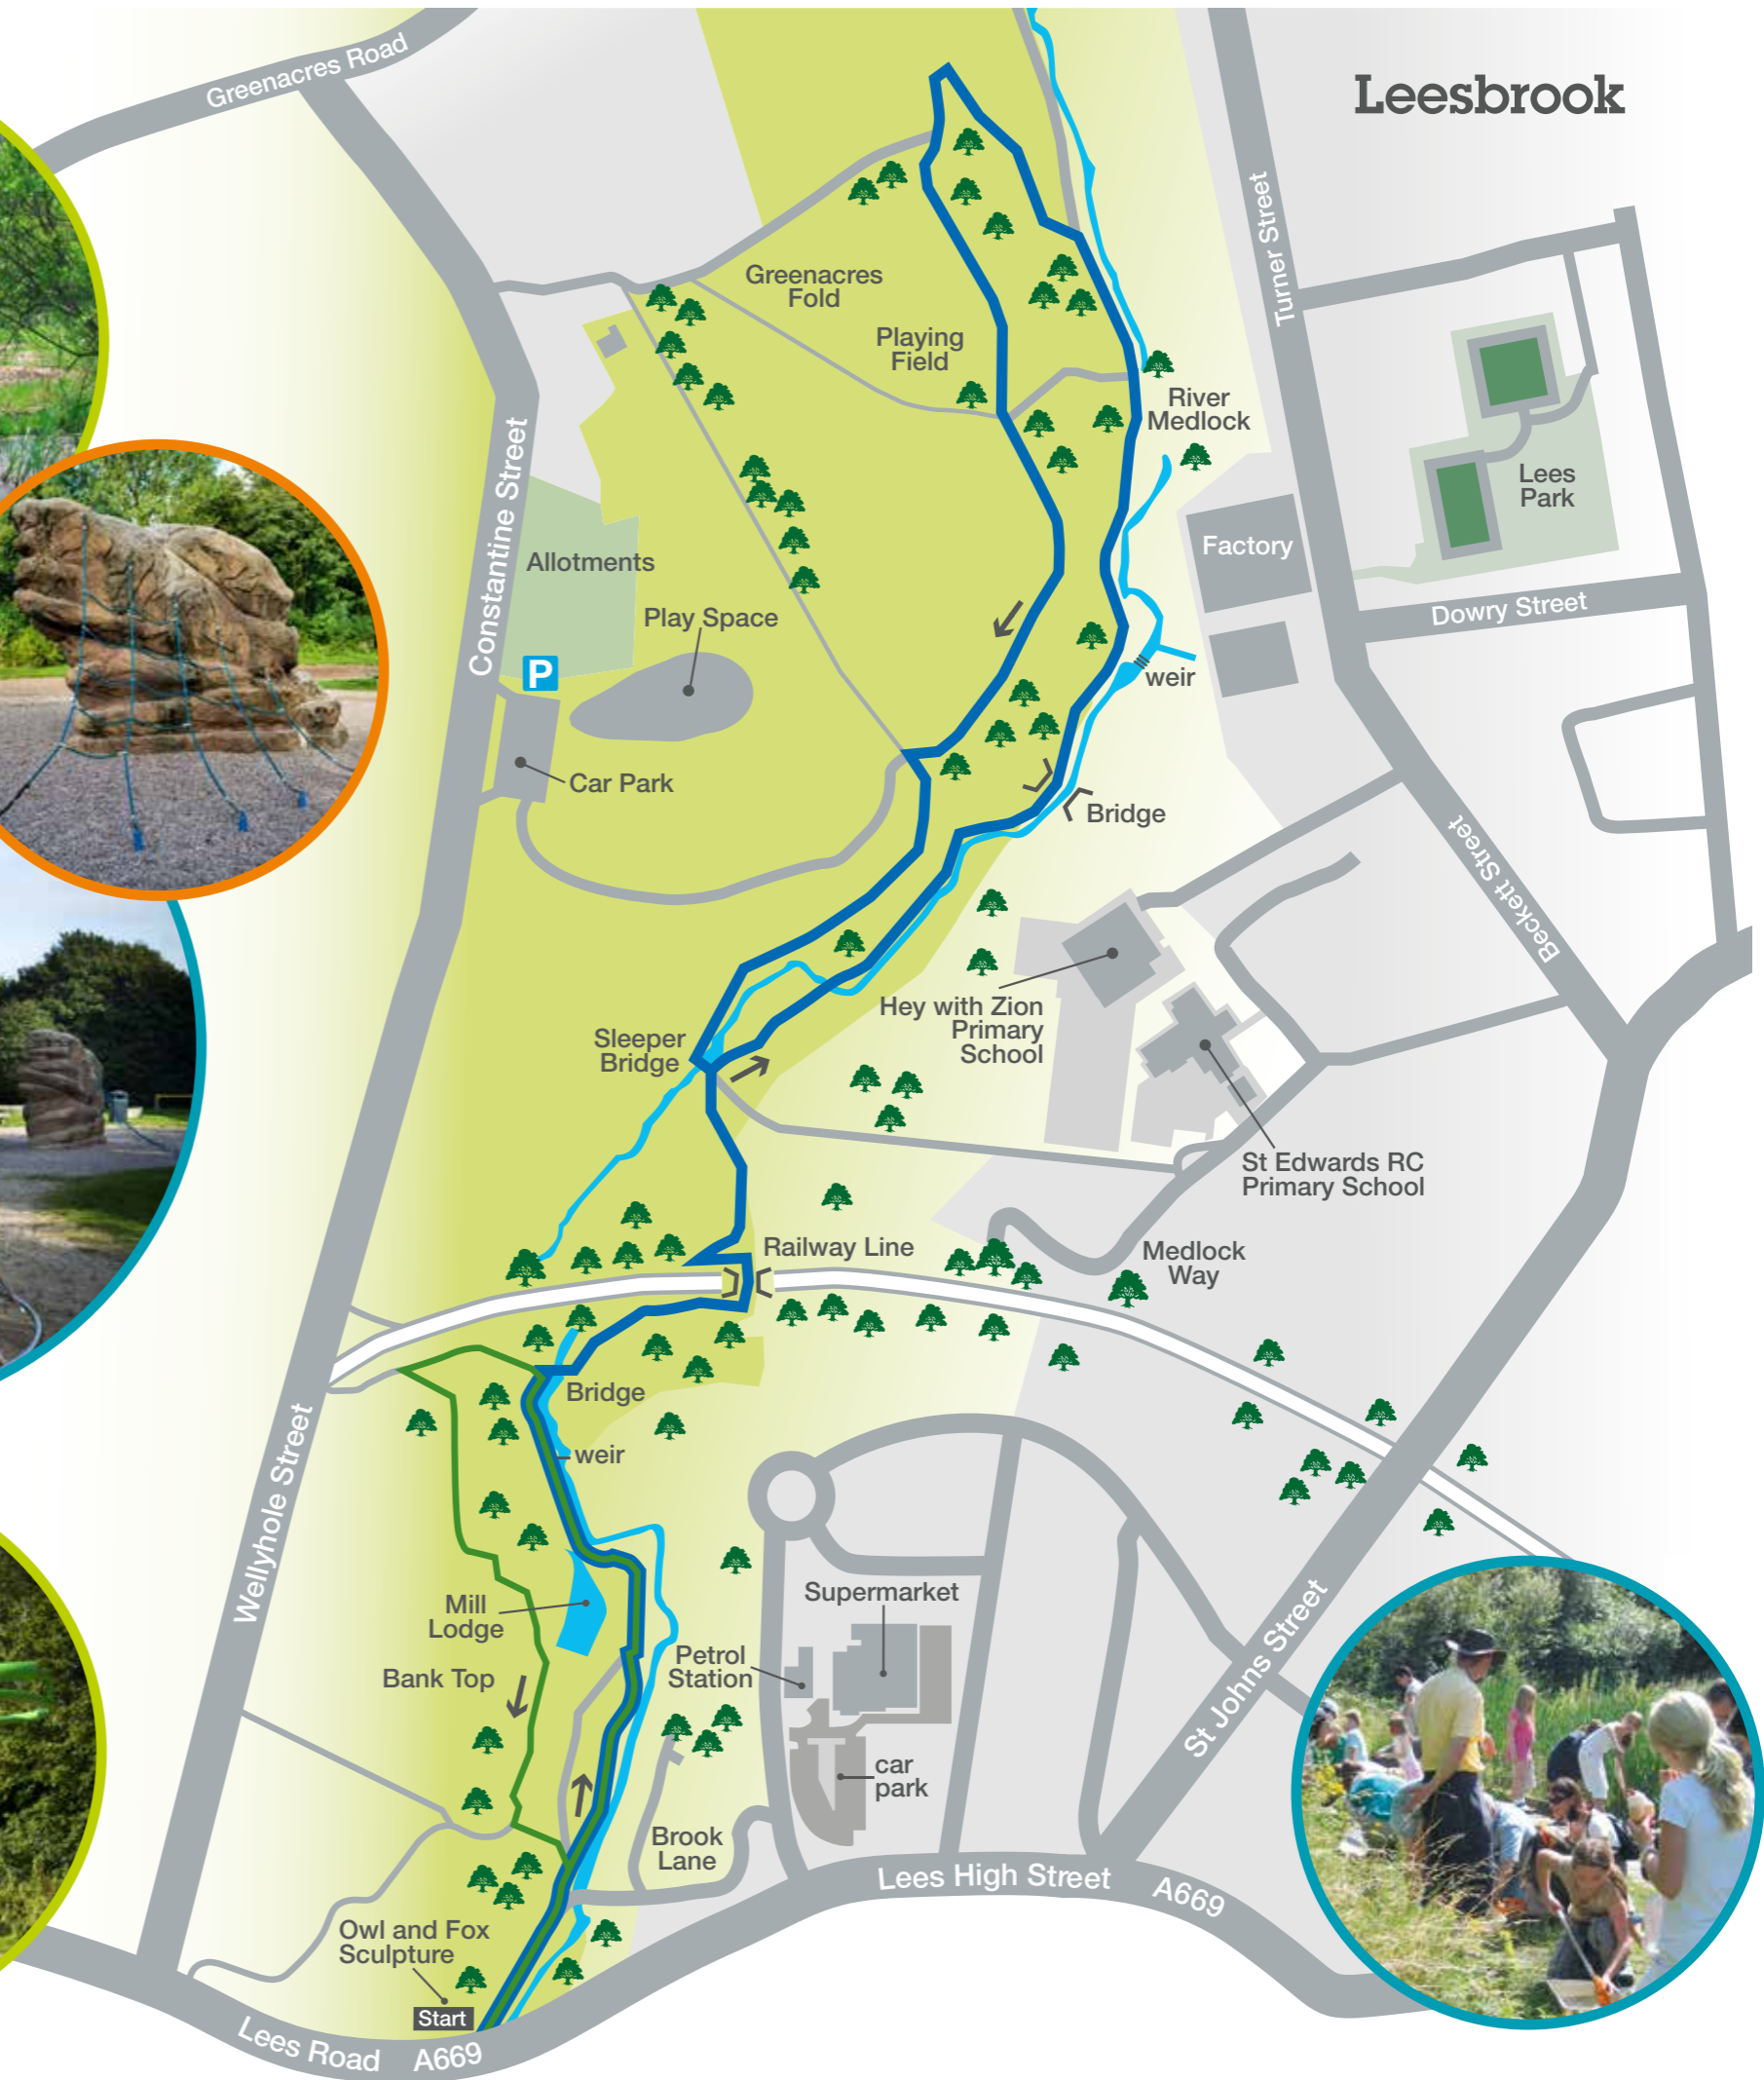 Leesbrook
Greenacres Road
Turner Street
Greenacres
Fold
Playing
Field
River
Medlock
Lees
Park
Constantine Street
Allotments
Factory
Dowry Street
Play Space
P
weir
Car Park
Bridge
Beckett Street
Hey with Zion
Primary
School
Sleeper
Bridge
St Edwards RC
Primary School
Railway Line
Medlock
Way
Bridge
weir
Wellyhole Street
Mill
Lodge
Supermarket
Petrol
Station
Bank Top
St Johns Street
car
park
Brook
Lane
Lees High Street
A669
Owl and Fox
Sculpture
Start
Lees Road
A669